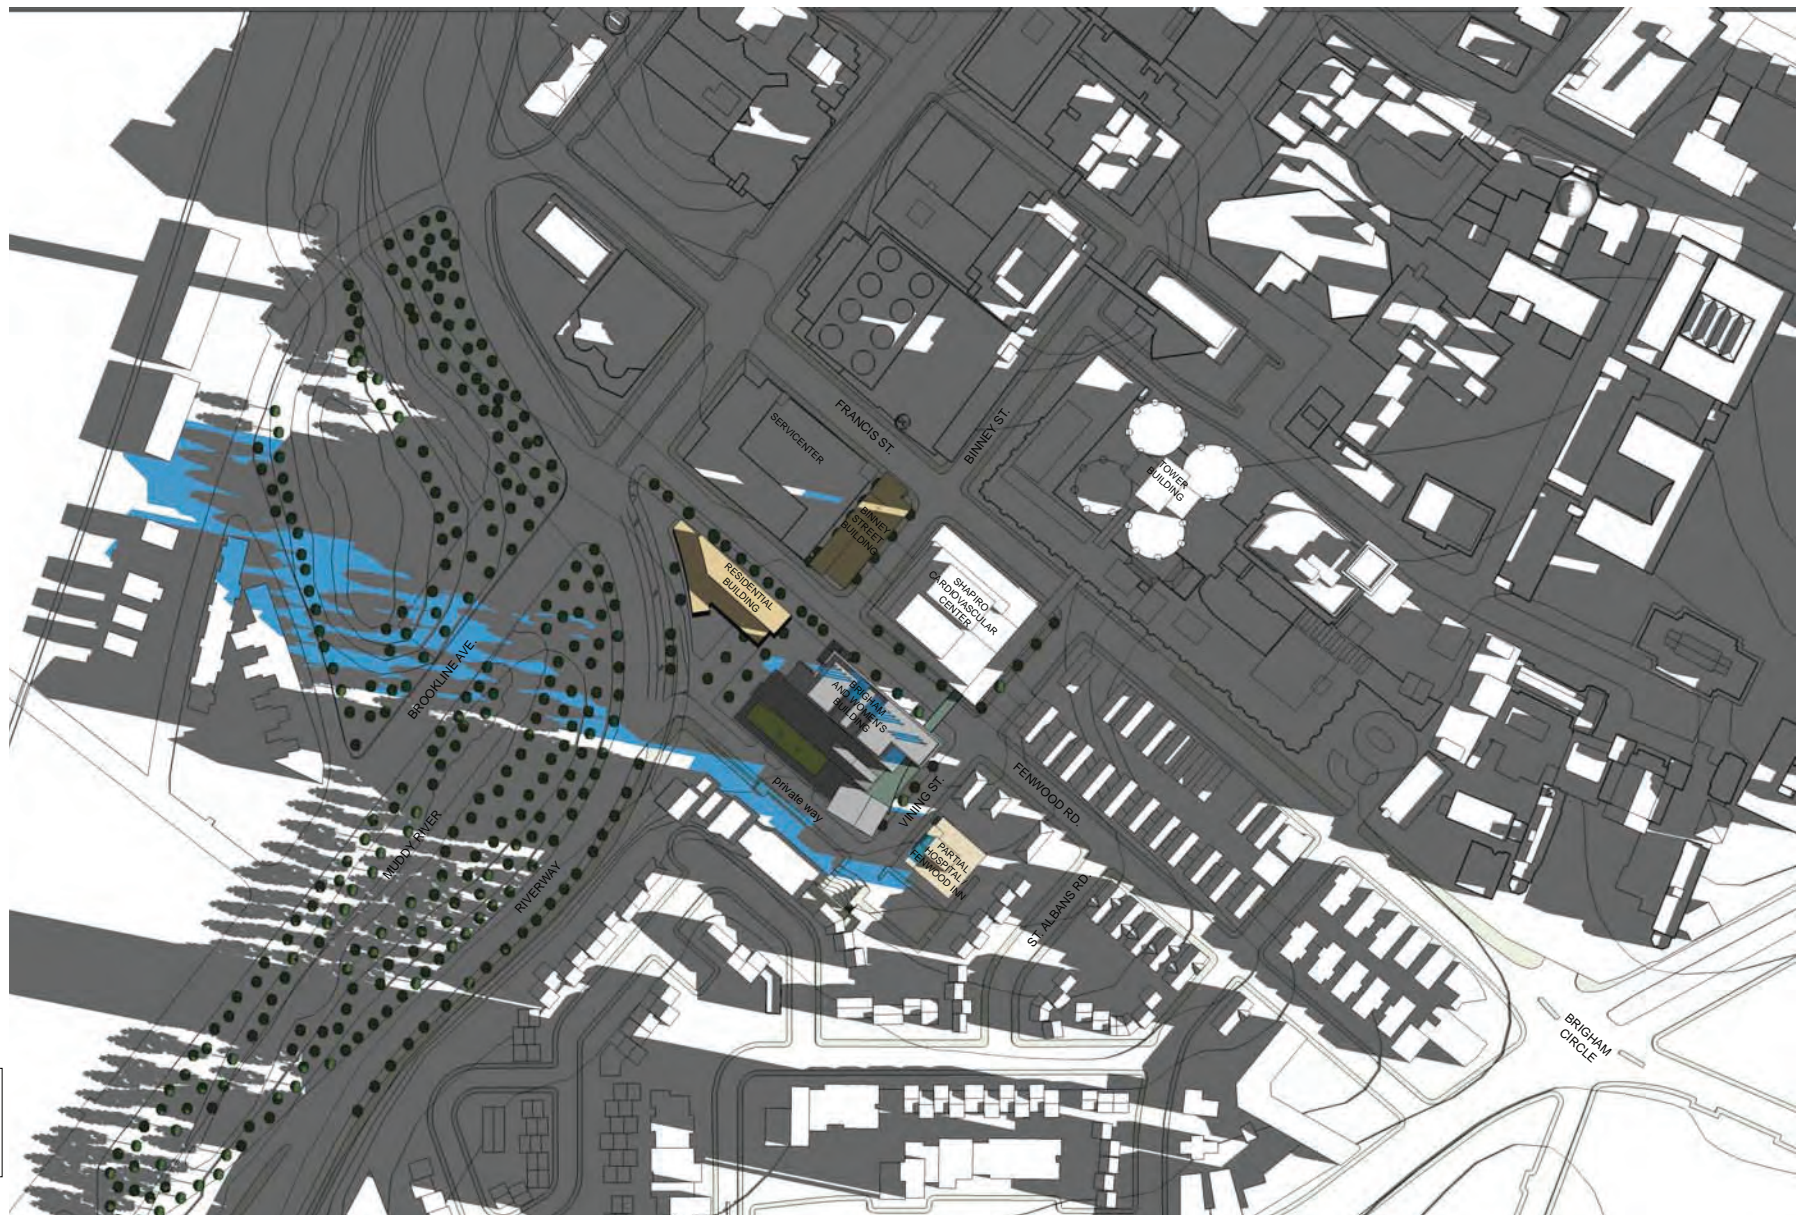 FRANCIS ST.
SERVICENTER
BINNEY ST.
TOWER
BUILDING
BINNEY
STREET
BUILDING
RESIDENTIAL
BUILDING
SHAPIRO
CARDIOVASCULAR
CENTER
BROOKLINE AVE.
BRIGHAM
AND WOMEN'S
BUILDING
private way
VINING ST.
FENWOOD RD.
MUDDY RIVER
RIVERWAY
PARTIAL
HOSPITAL/
FENWOOD INN
ST. ALBANS RD.
BRIGHAM
CIRCLE